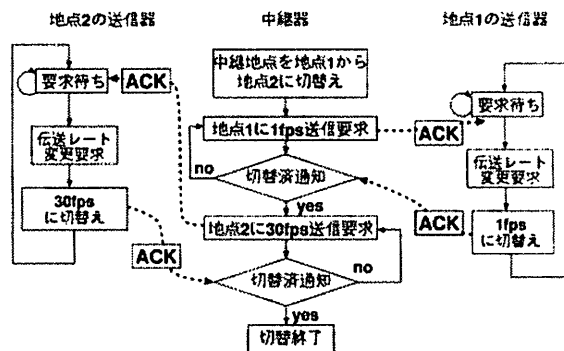 地点2の送信器
中継器
地点1の送信器
中継地点を地点1から
地点2に切替え
要求待ち
ACK
要求待ち
地点1に1fps送信要求
ACK
伝送レート
変更要求
no
切替済通知
伝送レート
変更要求
yes
30fps
に切替え
地点2に30fps送信要求
ACK
1fps
に切替え
ACK
no
切替済通知
yes
切替終了